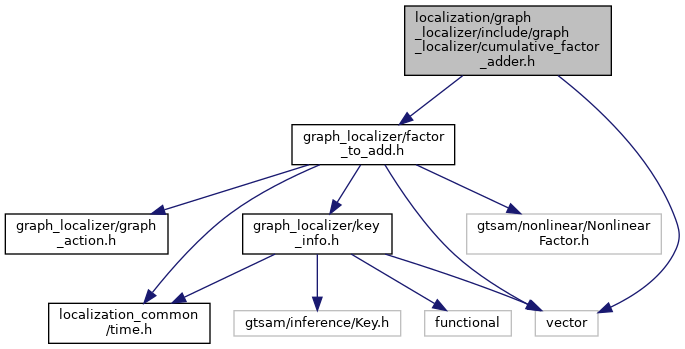 localization/graph
_localizer/include/graph
_localizer/cumulative_factor
_adder.h
graph_localizer/factor
_to_add.h
graph_localizer/graph
_action.h
graph_localizer/key
_info.h
gtsam/nonlinear/Nonlinear
Factor.h
localization_common
/time.h
gtsam/inference/Key.h
functional
vector